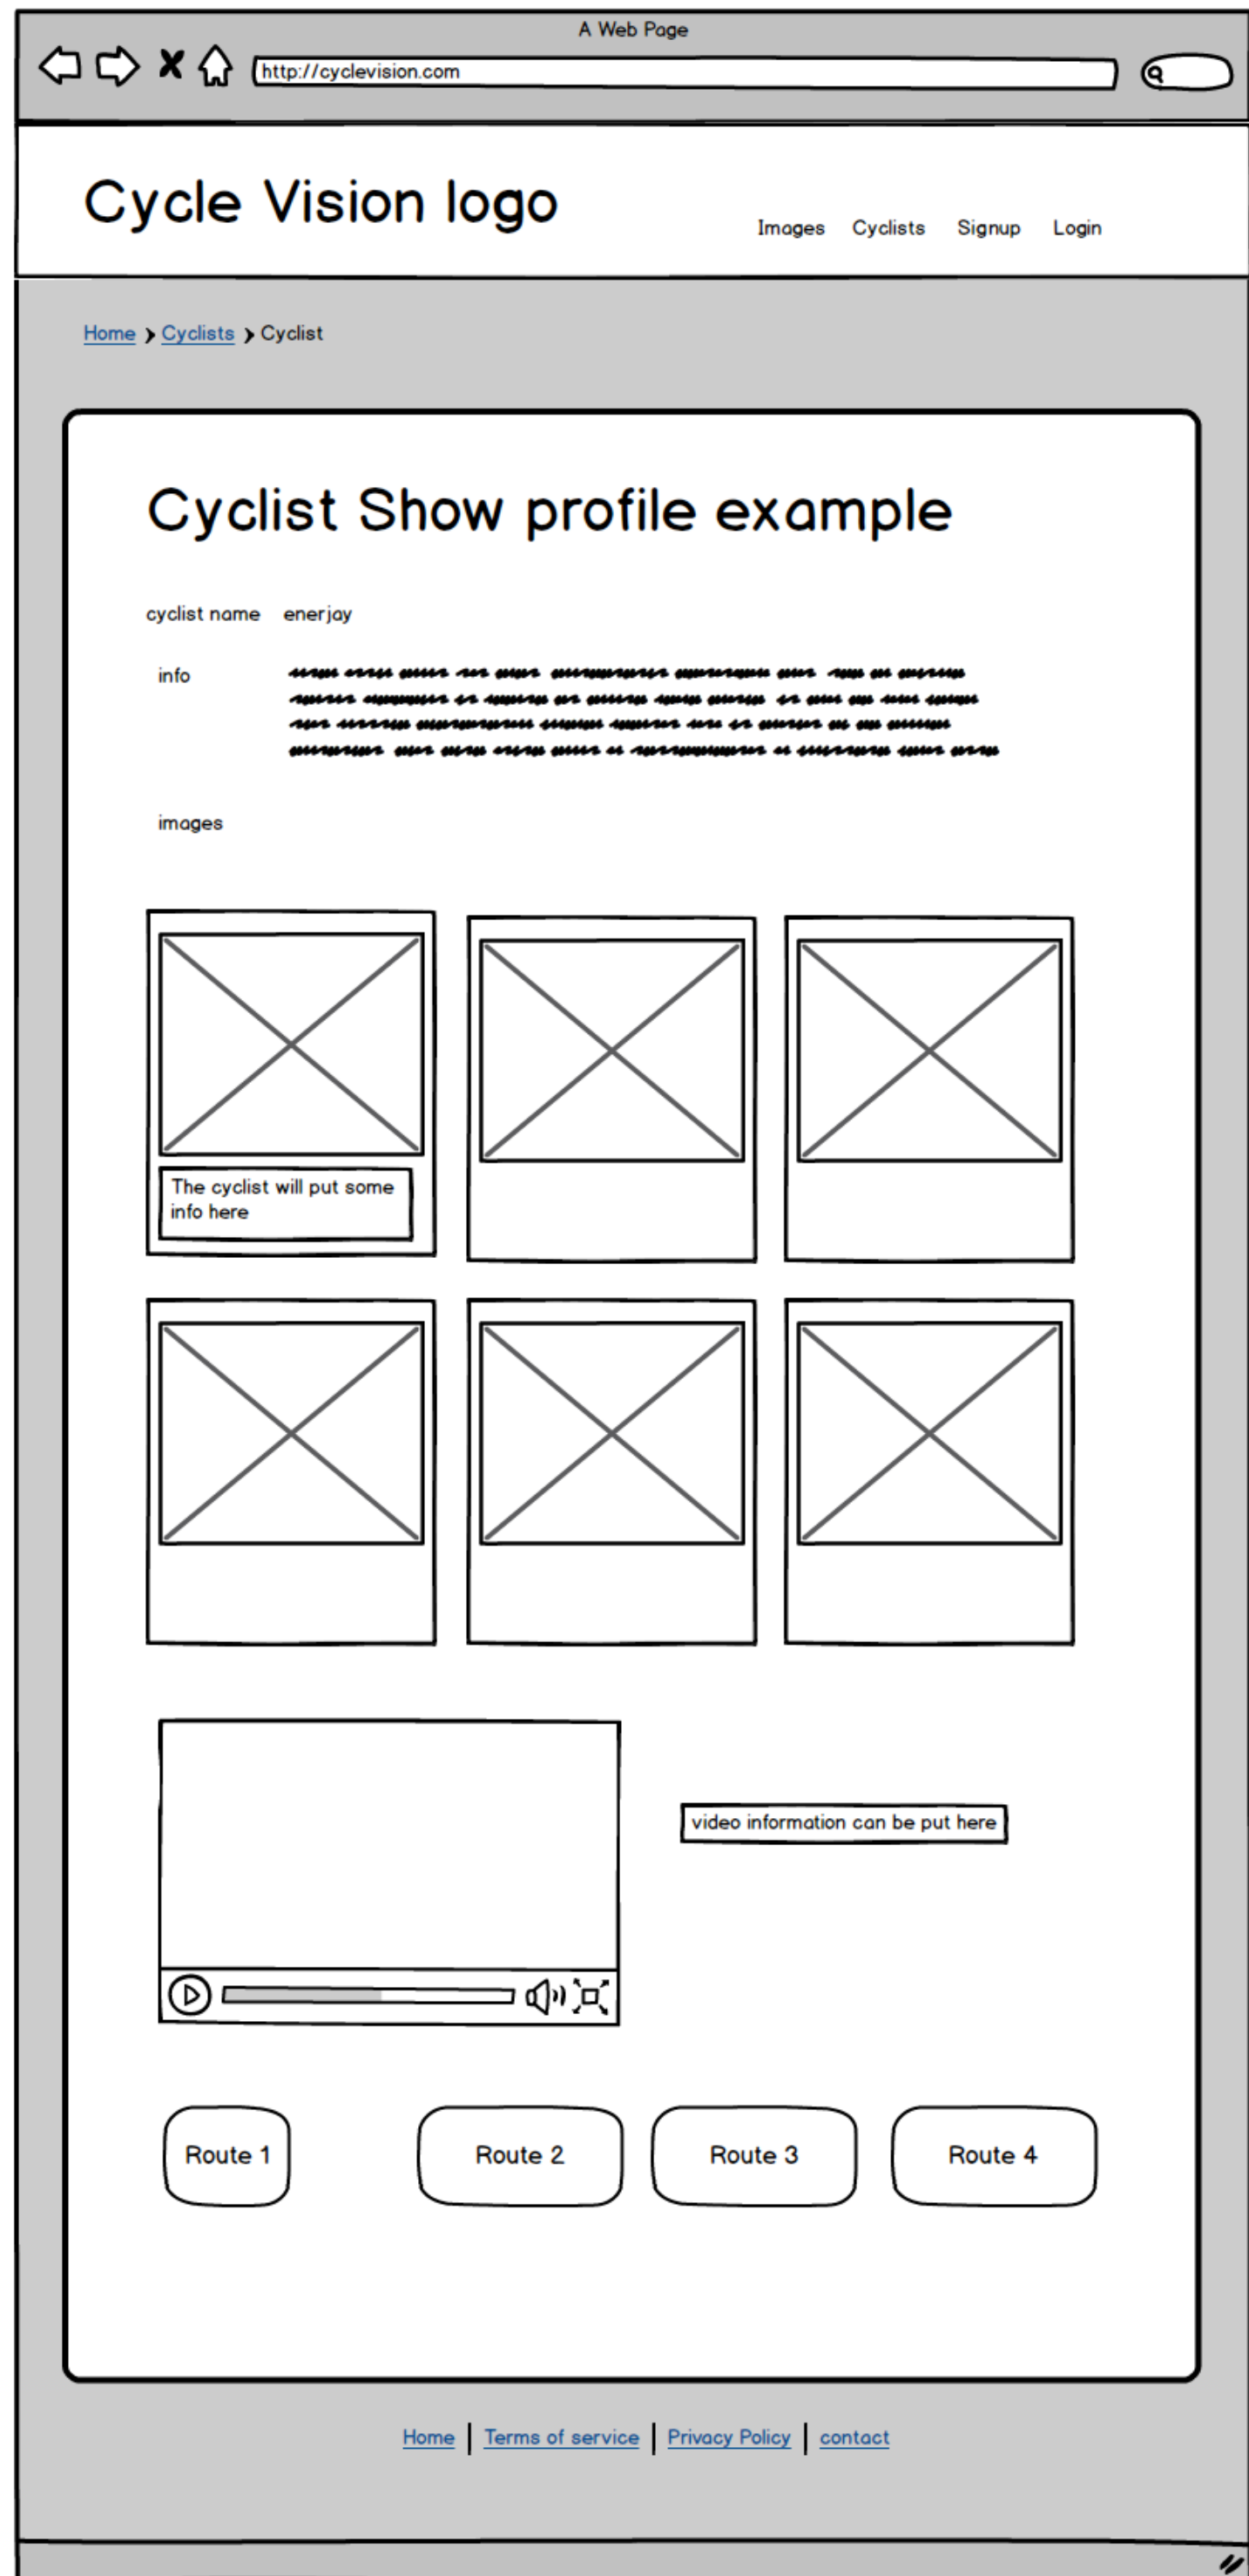 A Web Page
http://cyclevision.com
Cycle Vision logo
Images Cyclists Signup Login
Home Cyclists Cyclist
Cyclist Show profile example
cyclist name enerjay
info
images
The cyclist will put some
info here
video information can be put here
Route 1 Route 2 Route 3 Route 4
Home Terms of service Privacy Policy contact